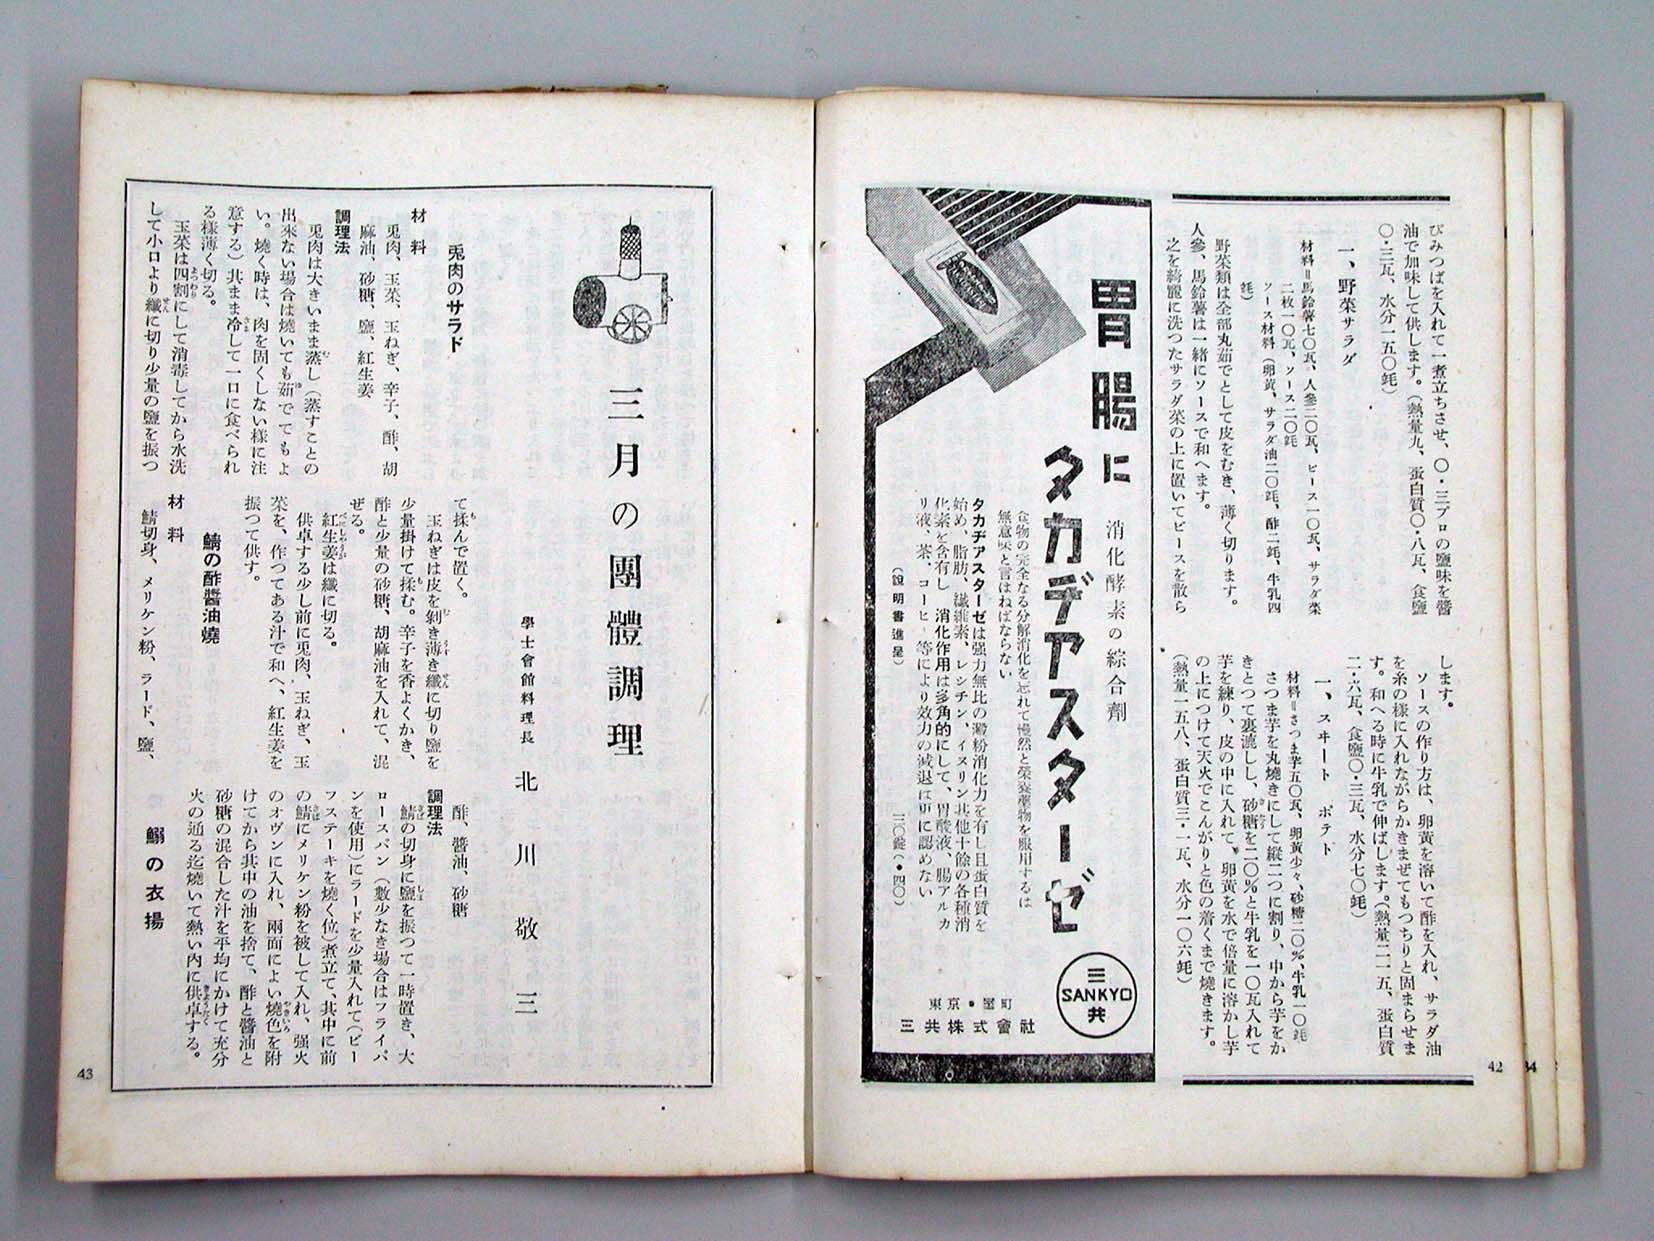 びみつばを入れて一煮立ちさせ、〇・三プロの鹽味を醬
油で加味して供します。(熱量九、蛋白質〇・八瓦、食鹽
〇・三瓦、水分一五〇竓)
一、野菜サラダ
材料＝馬鈴薯七〇瓦、人參二〇瓦、ピース一〇瓦、サラダ菜
二枚一〇瓦、ソース二〇竓
ソース材料(卵黃、サラダ油二〇竓、酢二竓、牛乳四
竓)
野菜類は全部丸茹でとして皮をむき、薄く切ります。
人參、馬鈴薯は一緒にソースで和へます。
之を綺麗に洗つたサラダ菜の上に置いてピースを散ら
します。
ソースの作り方は、卵黃を溶いて酢を入れ、サラダ油
を糸の樣に入れながらかきまぜてもつちりと固まらせま
す。和へる時に牛乳で伸ばします。(熱量二一五、蛋白質
二・六瓦、食鹽〇・三瓦、水分七〇竓)
一、スヰート ポテト
材料＝さつま芋五〇瓦、卵黃少々、砂糖二〇%、牛乳一〇竓
さつま芋を丸燒きにして縱二つに割り、中から芋をか
きとつて裏漉しし、砂糖を二〇%と牛乳を一〇瓦入れて
芋を練り、皮の中に入れて、卵黃を水で倍量に溶かし芋
の上につけて天火でこんがりと色の着くまで燒きます。
(熱量一五八、蛋白質三・一瓦、水分一〇六竓)
42
34
胃腸に
消化酵素の綜合劑
タカヂアスターゼ
食物の完全なる分解消化を忘れて漫然と榮養藥物を服用するは
無意味と言はねばならない
タカヂアスターゼは强力無比の澱粉消化力を有し且蛋白質を
始め、脂肪、纖維素、レシチン、イヌリン其他十餘の各種消
化素を含有し 消化作用は多角的にして、胃酸液、腸アルカ
リ液、茶、コーヒー等により效力の減退は更に認めない
(說明書進呈)
三〇錠(・四〇)
三
SANKYO
共
東京・室町
三共株式會社
三月の團體調理
學士會館料理長 北川敬三
兎肉のサラド
材料
兎肉、玉菜、玉ねぎ、辛子、酢、胡
麻油、砂糖、鹽、紅生姜
調理法
兎肉は大きいまま蒸し(蒸すことの
出來ない場合は燒いても茹でてもよ
い。燒く時は、肉を固くしない樣に注
意する)共まま冷して一口に食べられ
る樣薄く切る。
玉菜は四割にして消毒してから水洗
して小口より纖に切り少量の鹽を振つ
て揉んで置く。
玉ねぎは皮を剝き薄き纖に切り鹽を
少量掛けて揉む。辛子を香よくかき、
酢と少量の砂糖、胡麻油を入れて、混
ぜる。
紅生姜は纖に切る。
供卓する少し前に兎肉、玉ねぎ、玉
菜を、作つてある汁で和へ、紅生姜を
振つて供す。
鯖の酢醬油燒
材料
鯖切身、メリケン粉、ラード、鹽、
酢、醬油、砂糖
調理法
鯖の切身に鹽を振つて一時置き、大
ロースパン(數少なき場合はフライパ
ンを使用)にラードを少量入れて(ビー
フステーキを燒く位)煮立て、其中に前
の鯖にメリケン粉を被して入れ、强火
のオヴンに入れ、兩面によい燒色を附
けてから其中の油を捨て、酢と醬油と
砂糖の混合した汁を平均にかけて充分
火の通る迄燒いて熱い內に供卓する。
鰯の衣揚
43